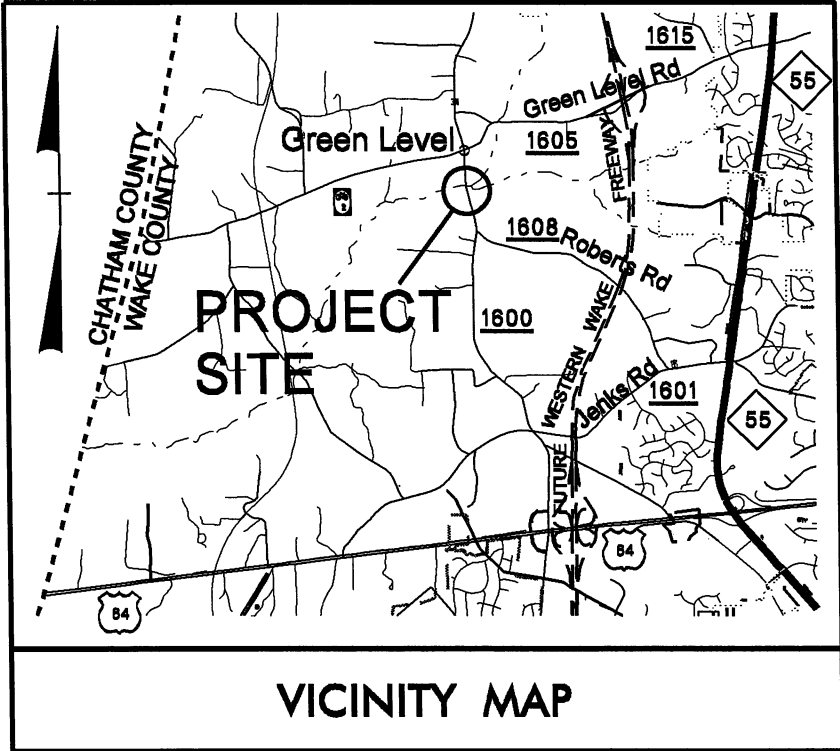 1615
55
Green Level Rd
Green Level
1605
FREEWAY
CHATHAM COUNTY
WAKE COUNTY
1608
Roberts Rd
PROJECT
SITE
1600
WAKE
WESTERN
Jenks Rd
1601
55
FUTURE
64
64
VICINITY MAP